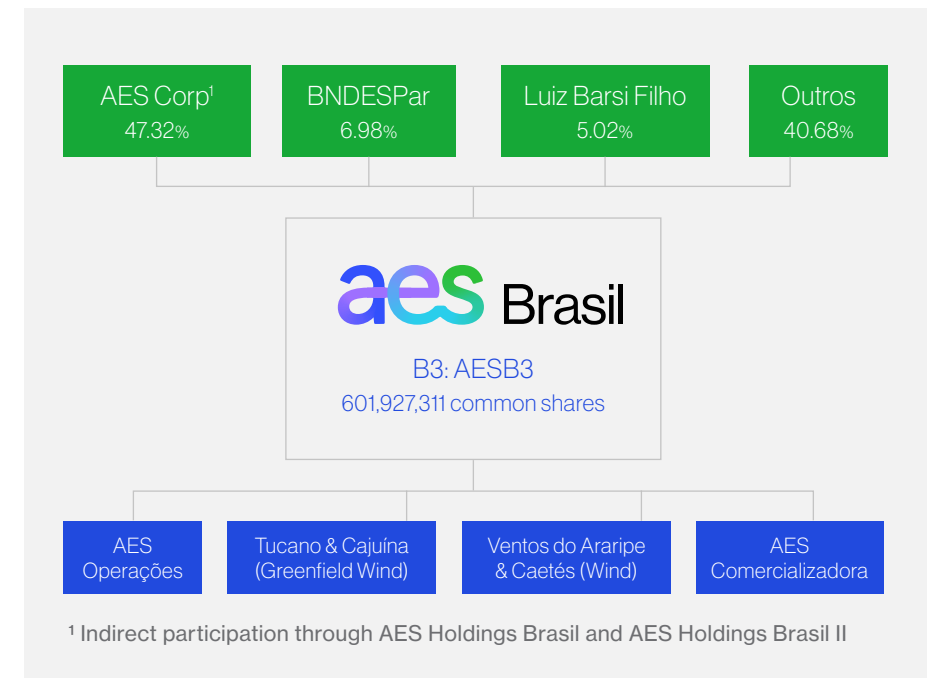 AES Corp¹
47.32%
BNDESPar
6.98%
Luiz Barsi Filho
5.02%
Outros
40.68%
aes Brasil
B3: AESB3
601,927,311 common shares
AES
Operações
Tucano & Cajuína
(Greenfield Wind)
Ventos do Araripe
& Caetés (Wind)
AES
Comercializadora
¹ Indirect participation through AES Holdings Brasil and AES Holdings Brasil II